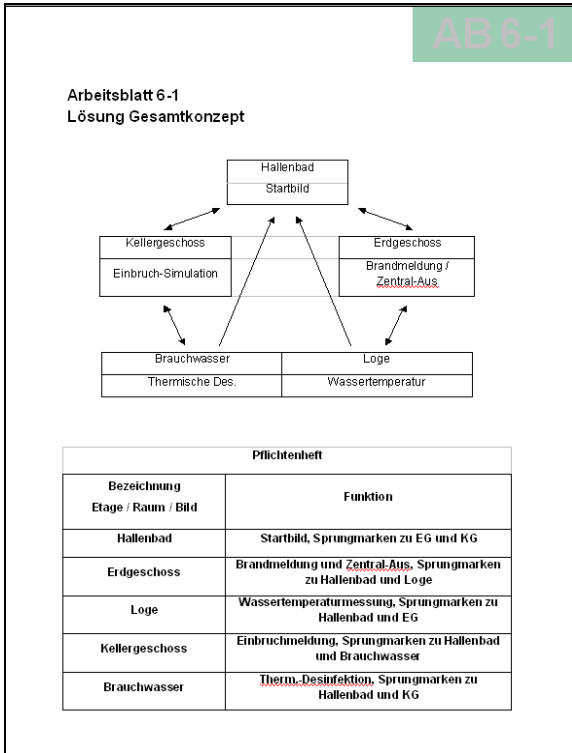 AB 6-1
Arbeitsblatt 6-1
Lösung Gesamtkonzept
Hallenbad
Startbild
Kellergeschoss
Einbruch-Simulation
Erdgeschoss
Brandmeldung /
Zentral-Aus
Brauchwasser
Loge
Thermische Des.
Wassertemperatur
Pflichtenheft
Bezeichnung
Etage / Raum / Bild
Funktion
Hallenbad
Startbild, Sprungmarken zu EG und KG
Erdgeschoss
Brandmeldung und Zentral-Aus, Sprungmarken
zu Hallenbad und Loge
Loge
Wassertemperaturmessung, Sprungmarken zu
Hallenbad und EG
Kellergeschoss
Einbruchmeldung, Sprungmarken zu Hallenbad
und Brauchwasser
Brauchwasser
Therm.-Desinfektion, Sprungmarken zu
Hallenbad und KG